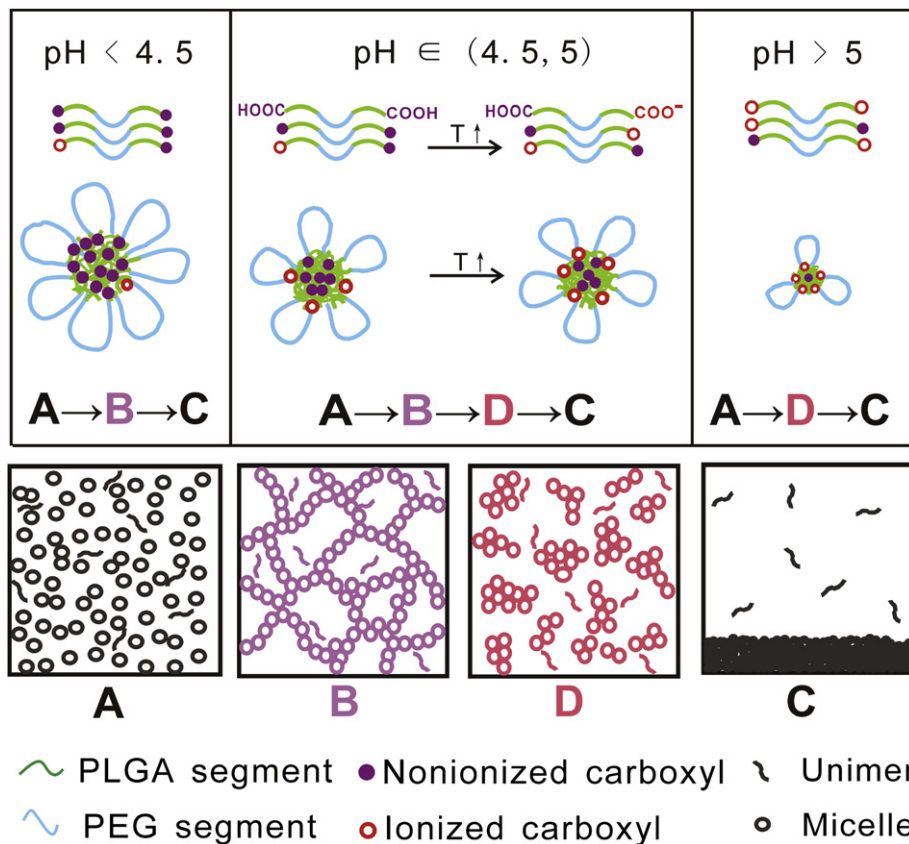 pH < 4.5
pH ∈ (4.5, 5)
pH > 5
HOOC COOH
T↑
HOOC COO⁻
T↑
A→B→C
A→B→D→C
A→D→C
A
B
D
C
PLGA segment
Nonionized carboxyl
Unimer
PEG segment
Ionized carboxyl
Micelle